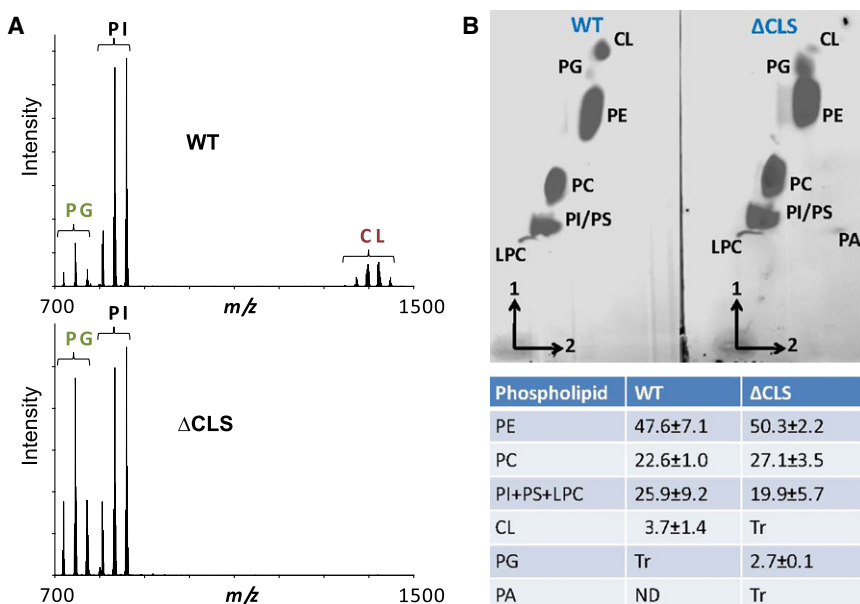 A
PI
Intensity
WT
PG
CL
700
m/z
1500
PI
PG
Intensity
ΔCLS
700
m/z
1500
B
WT
ΔCLS
CL
PG
PE
PC
PI/PS
LPC
1
2
CL
PG
PE
PC
PI/PS
LPC
PA
1
2
Phospholipid WT ΔCLS
PE 47.6±7.1 50.3±2.2
PC 22.6±1.0 27.1±3.5
PI+PS+LPC 25.9±9.2 19.9±5.7
CL 3.7±1.4 Tr
PG Tr 2.7±0.1
PA ND Tr